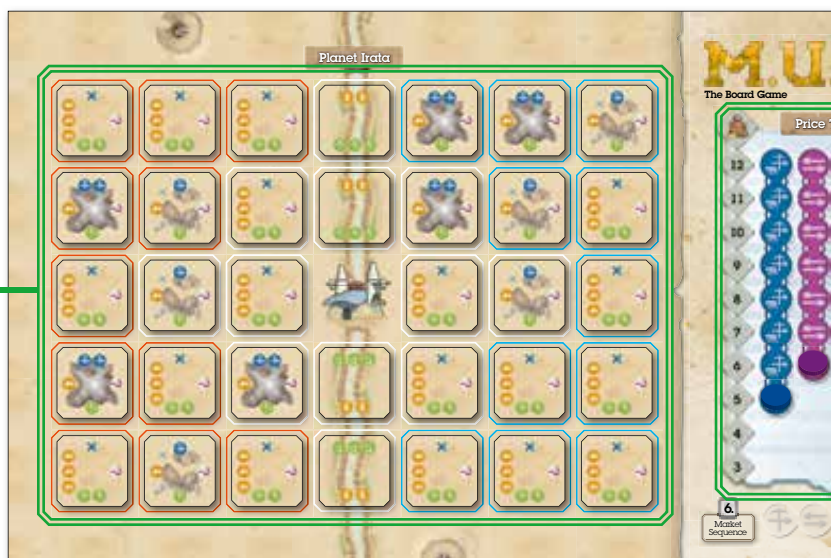 Planet Irata
M.U
The Board Game
Price
12
11
10
9
8
7
6
5
4
3
6.
Market
Sequence